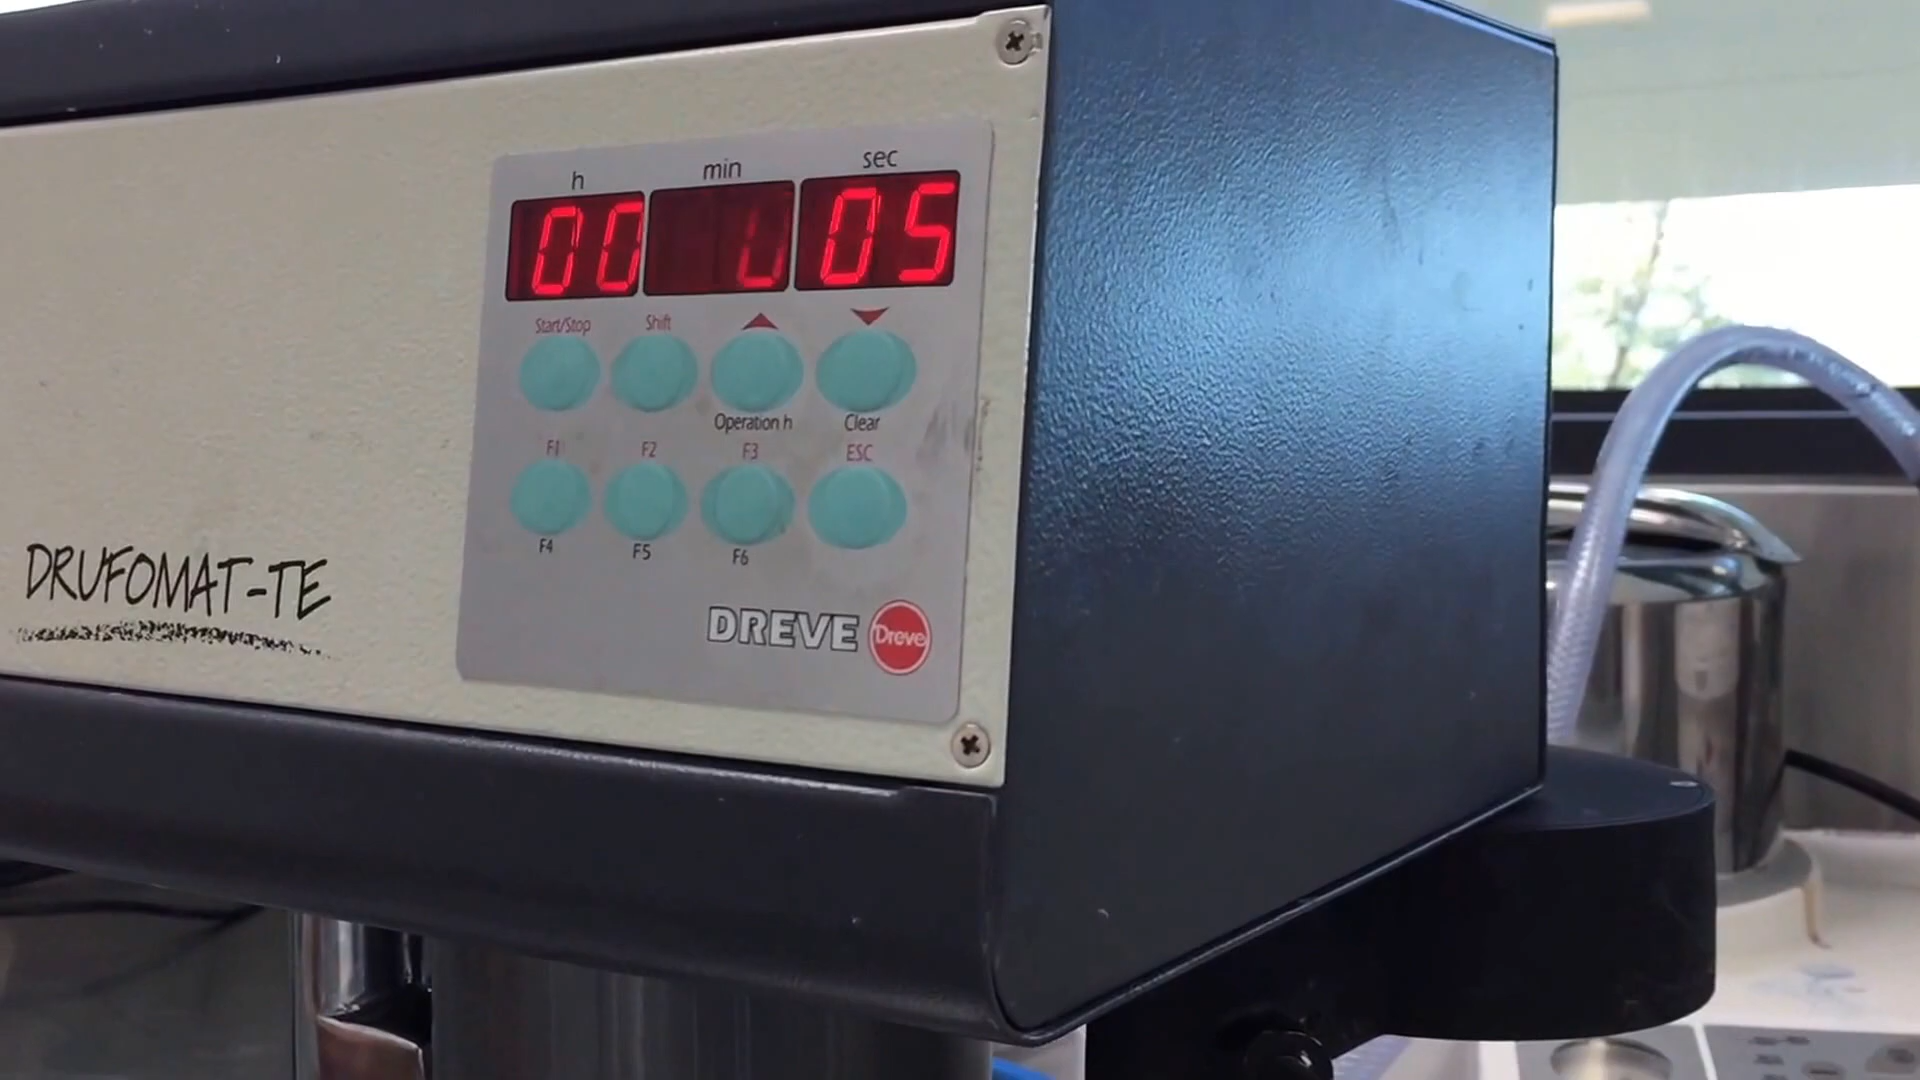 h min sec
00 05
Start/Stop Shift
Operation h Clear
F1 F2 F3 ESC
F4 F5 F6
DRUFOMAT-TE
DREVE Dreve